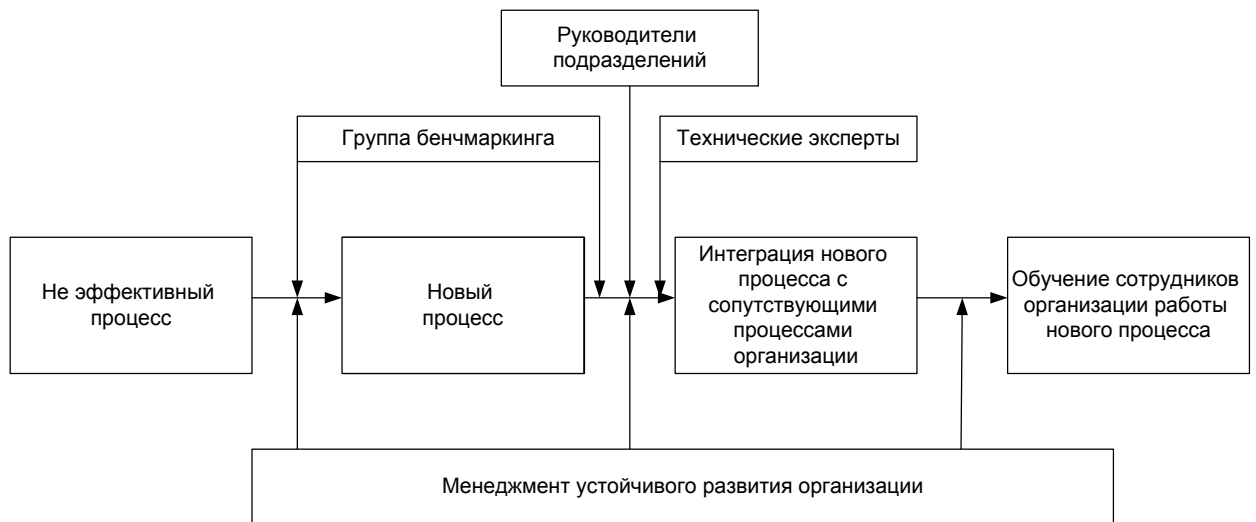 Руководители
подразделений
Группа бенчмаркинга
Технические эксперты
Не эффективный
процесс
Новый
процесс
Интеграция нового
процесса с
сопутствующими
процессами
организации
Обучение сотрудников
организации работы
нового процесса
Менеджмент устойчивого развития организации